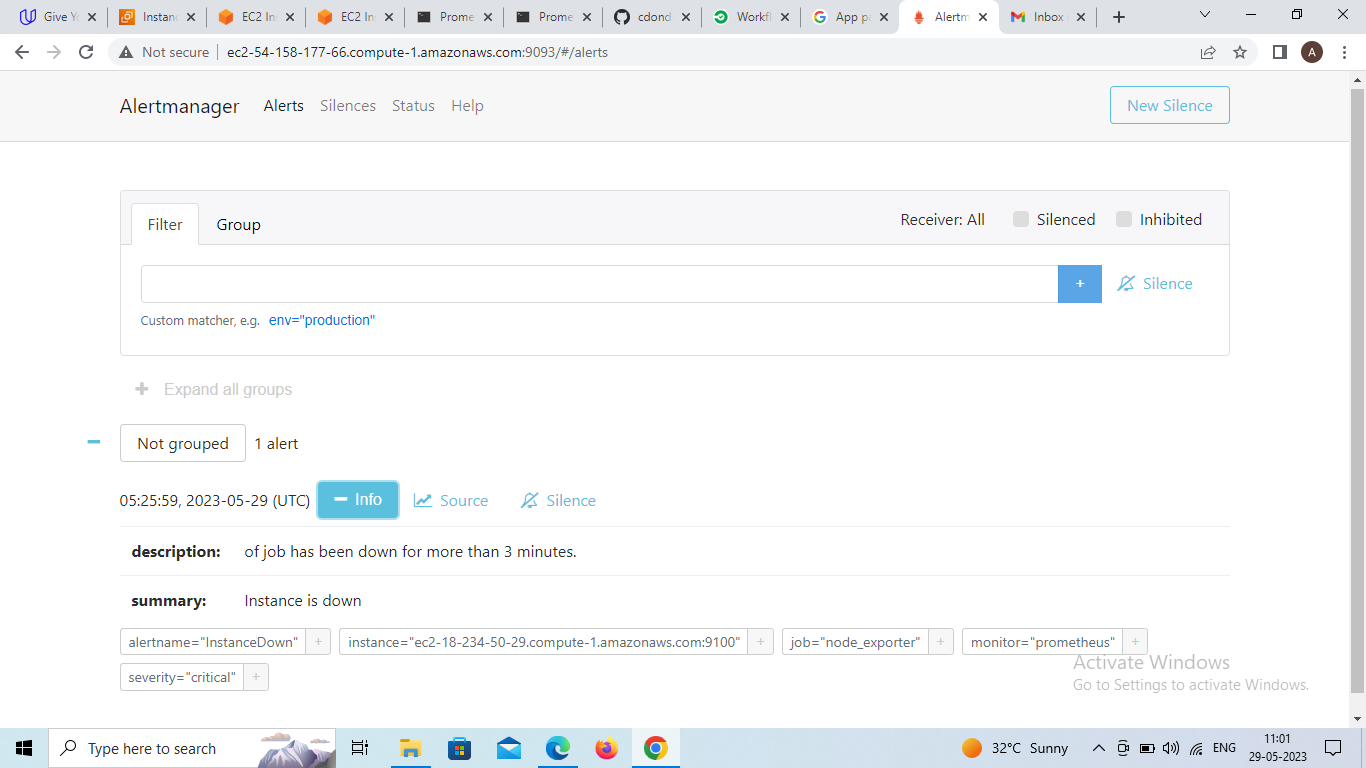 Give Yo
Instanc
EC2 Ins
EC2 Ins
Prome
Prome
cdond
Workfl
App pa
Alertm
Inbox
Not secure
ec2-54-158-177-66.compute-1.amazonaws.com:9093/#/alerts
A
Alertmanager Alerts Silences Status Help New Silence
Filter Group Receiver: All Silenced Inhibited
+ Silence
Custom matcher, e.g. env="production"
+ Expand all groups
Not grouped 1 alert
05:25:59, 2023-05-29 (UTC) Info Source Silence
description: of job has been down for more than 3 minutes.
summary: Instance is down
alertname="InstanceDown" + instance="ec2-18-234-50-29.compute-1.amazonaws.com:9100" + job="node_exporter" + monitor="prometheus" +
severity="critical" +
Activate Windows
Go to Settings to activate Windows.
Type here to search
32°C Sunny
ENG
11:01
29-05-2023